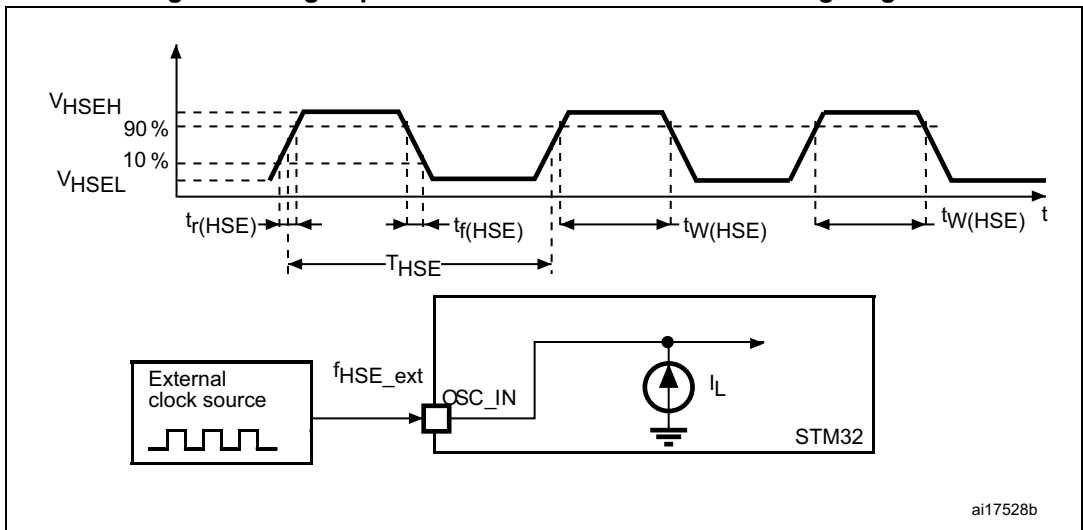 VHSEH
90 %
10 %
VHSEL
tr(HSE)
tf(HSE)
tW(HSE)
tW(HSE)
t
THSE
External
clock source
fHSE_ext
OSC_IN
IL
STM32
ai17528b